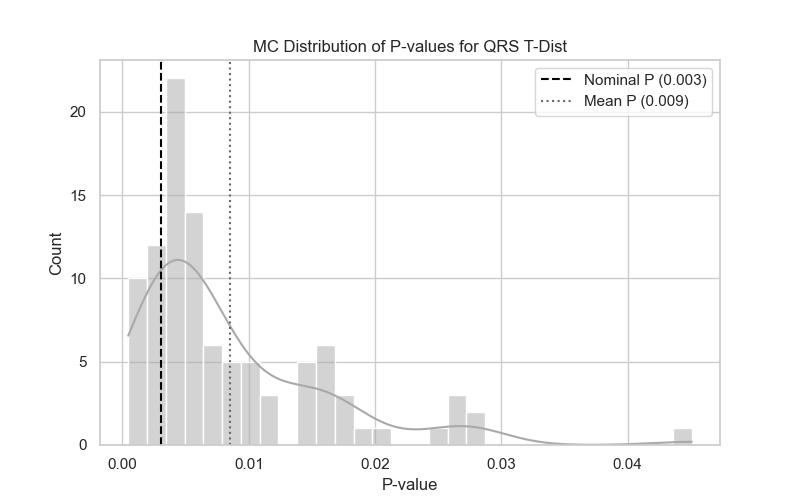 MC Distribution of P-values for QRS T-Dist
Nominal P (0.003)
Mean P (0.009)
Count
20
15
10
5
0
0.00 0.01 0.02 0.03 0.04
P-value